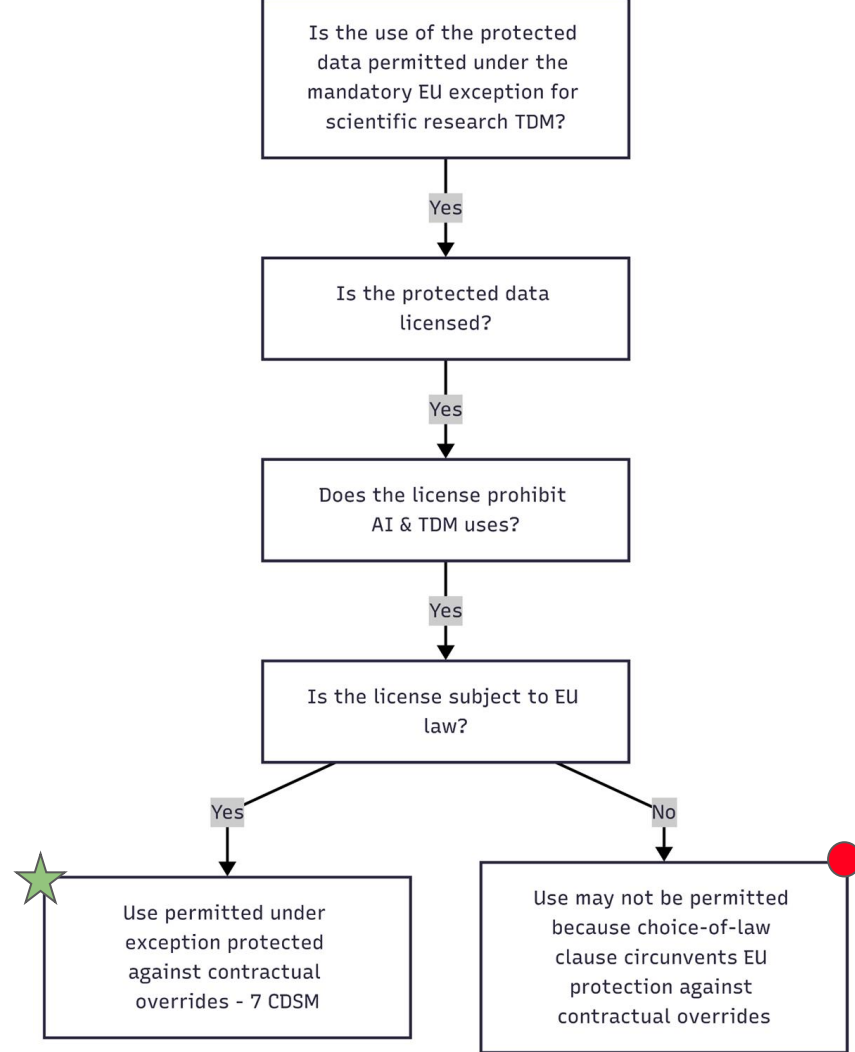 Is the use of the protected
data permitted under the
mandatory EU exception for
scientific research TDM?
Yes
Is the protected data
licensed?
Yes
Does the license prohibit
AI & TDM uses?
Yes
Is the license subject to EU
law?
Yes
No
Use permitted under
exception protected
against contractual
overrides - 7 CDSM
Use may not be permitted
because choice-of-law
clause circunvents EU
protection against
contractual overrides